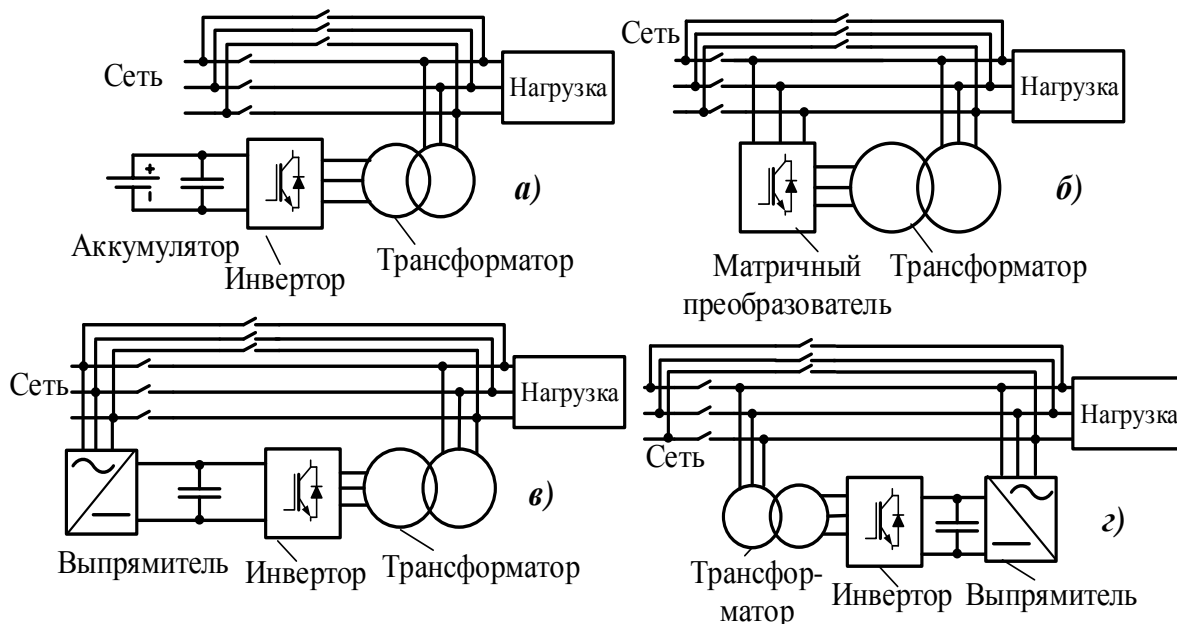 Сеть
Нагрузка
+
Аккумулятор
Инвертор
Трансформатор
а)
Сеть
Нагрузка
б)
Матричный
преобразователь
Трансформатор
Сеть
Нагрузка
Выпрямитель
Инвертор
Трансформатор
в)
Нагрузка
Сеть
Трансфор-
матор
Инвертор
Выпрямитель
г)